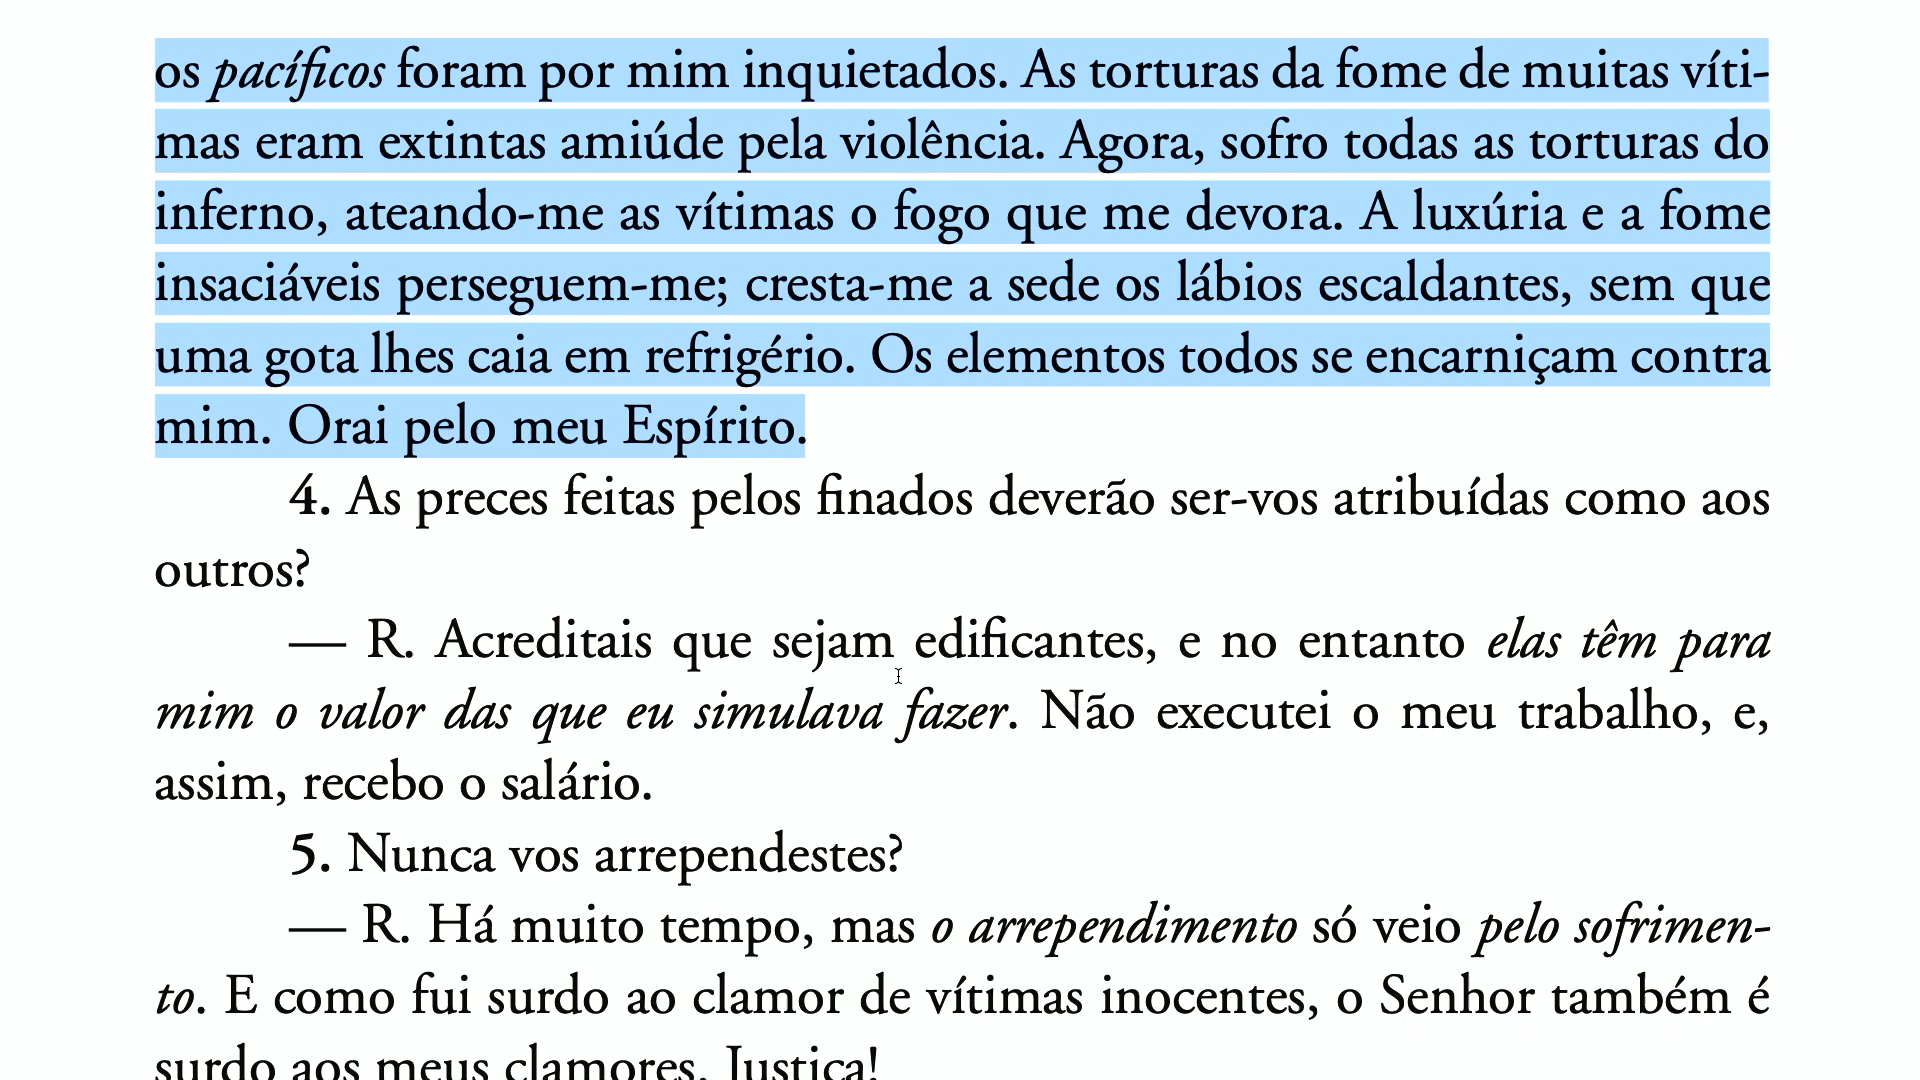 os pacíficos foram por mim inquietados. As torturas da fome de muitas víti-
mas eram extintas amiúde pela violência. Agora, sofro todas as torturas do
inferno, ateando-me as vítimas o fogo que me devora. A luxúria e a fome
insaciáveis perseguem-me; cresta-me a sede os lábios escaldantes, sem que
uma gota lhes caia em refrigério. Os elementos todos se encarniçam contra
mim. Orai pelo meu Espírito.
4. As preces feitas pelos finados deverão ser-vos atribuídas como aos
outros?
— R. Acreditais que sejam edificantes, e no entanto elas têm para
mim o valor das que eu simulava fazer. Não executei o meu trabalho, e,
assim, recebo o salário.
5. Nunca vos arrependestes?
— R. Há muito tempo, mas o arrependimento só veio pelo sofrimen-
to. E como fui surdo ao clamor de vítimas inocentes, o Senhor também é
surdo aos meus clamores. Justiça!